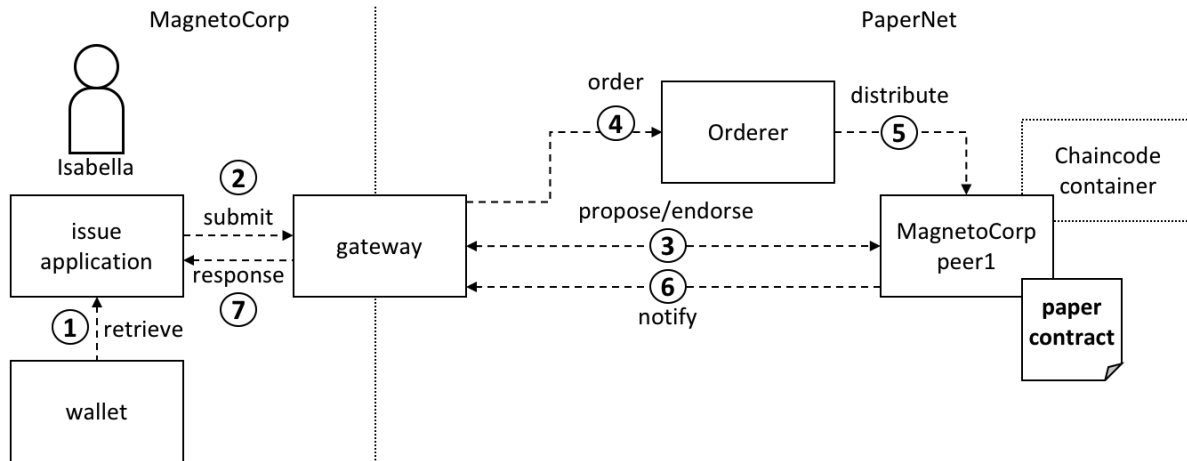 MagnetoCorp
PaperNet
Isabella
order
4
Orderer
distribute
5
Chaincode
container
2
submit
issue
application
response
7
gateway
propose/endorse
3
6
notify
MagnetoCorp
peer1
paper
contract
1
retrieve
wallet